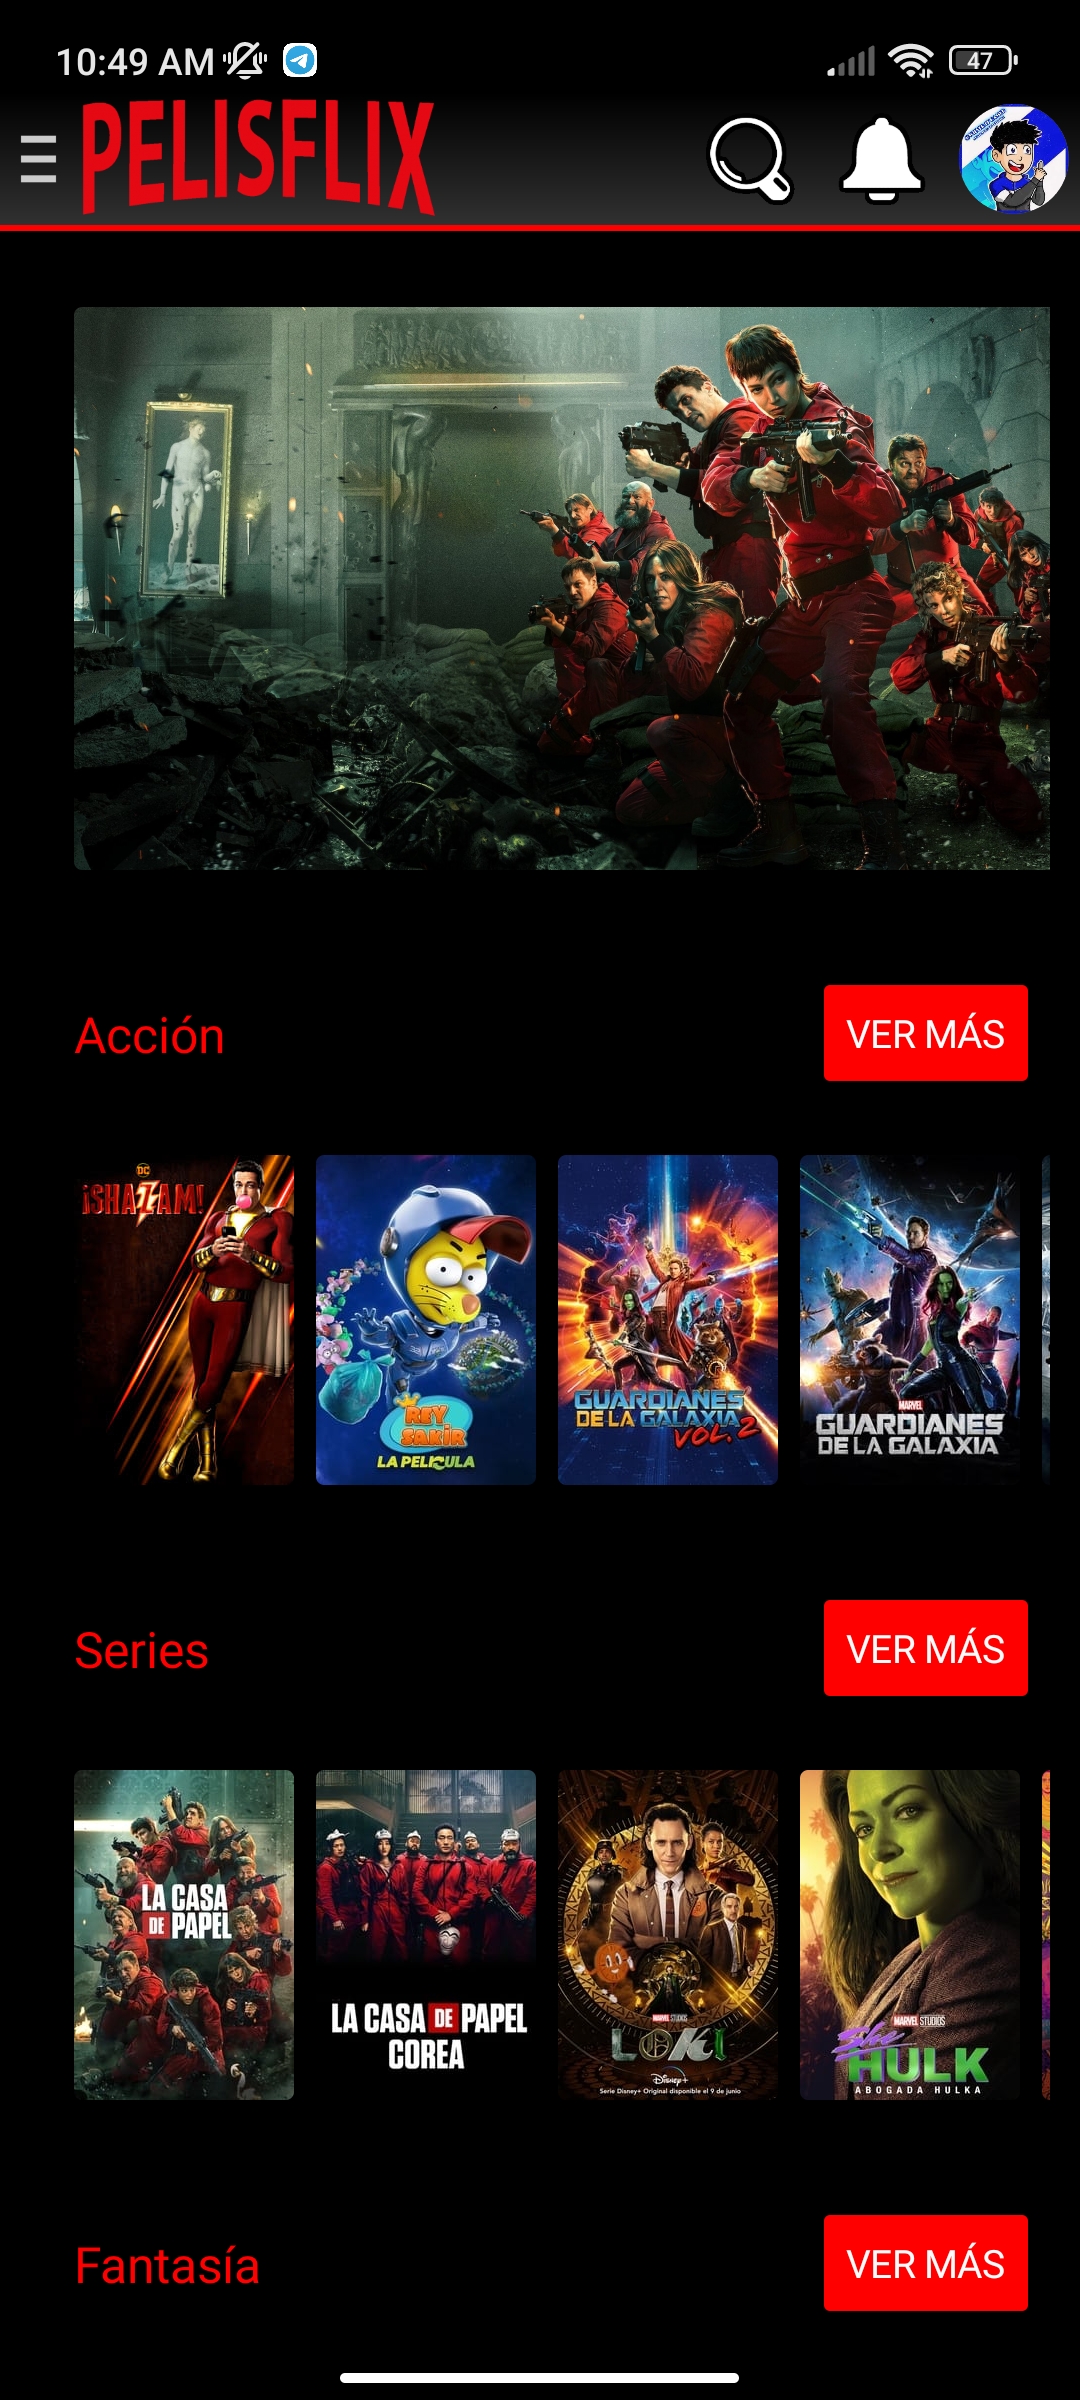 10:49 AM
47
PELISFLIX
Acción
VER MÁS
DC
¡SHAZAM!
REY
SAKIR
LA PELICULA
GUARDIANES
DE LA GALAXIA
VOL. 2
MARVEL
GUARDIANES
DE LA GALAXIA
Series
VER MÁS
LA CASA
DE PAPEL
LA CASA DE PAPEL
COREA
MARVEL STUDIOS
LOKI
Disney+
Serie Disney+ Original disponible el 9 de junio
MARVEL STUDIOS
She
HULK
ABOGADA HULKA
Fantasía
VER MÁS